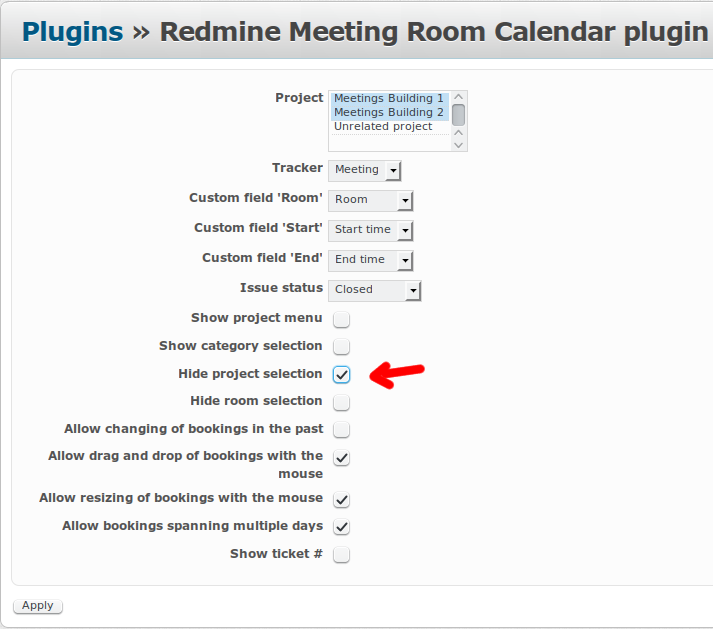 Plugins » Redmine Meeting Room Calendar plugin
Project
Meetings Building 1
Meetings Building 2
Unrelated project
Tracker Meeting
Custom field 'Room' Room
Custom field 'Start' Start time
Custom field 'End' End time
Issue status Closed
Show project menu
Show category selection
Hide project selection
Hide room selection
Allow changing of bookings in the past
Allow drag and drop of bookings with the
mouse
Allow resizing of bookings with the mouse
Allow bookings spanning multiple days
Show ticket #
Apply